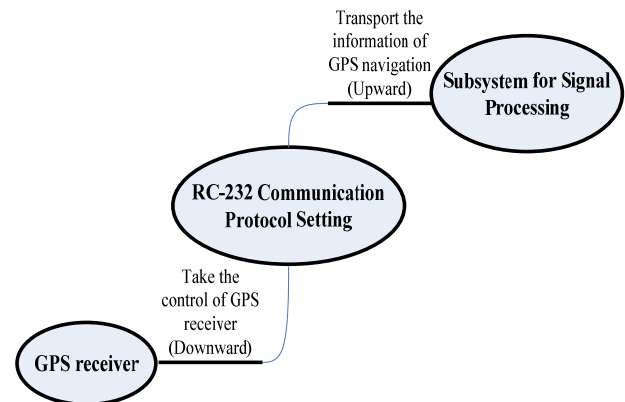 Transport the
information of
GPS navigation
(Upward)
Subsystem for Signal
Processing
RC-232 Communication
Protocol Setting
Take the
control of GPS
receiver
(Downward)
GPS receiver